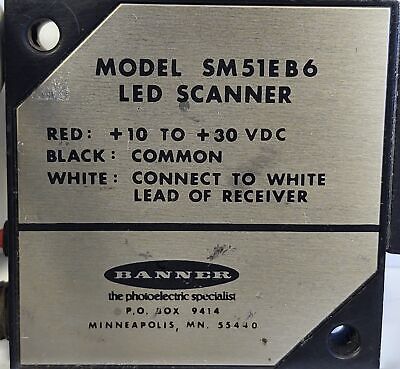 MODEL SM51EB6
LED SCANNER
RED: +10 TO +30 VDC
BLACK: COMMON
WHITE: CONNECT TO WHITE
LEAD OF RECEIVER
BANNER
the photoelectric specialist
P.O. BOX 9414
MINNEAPOLIS, MN. 55440